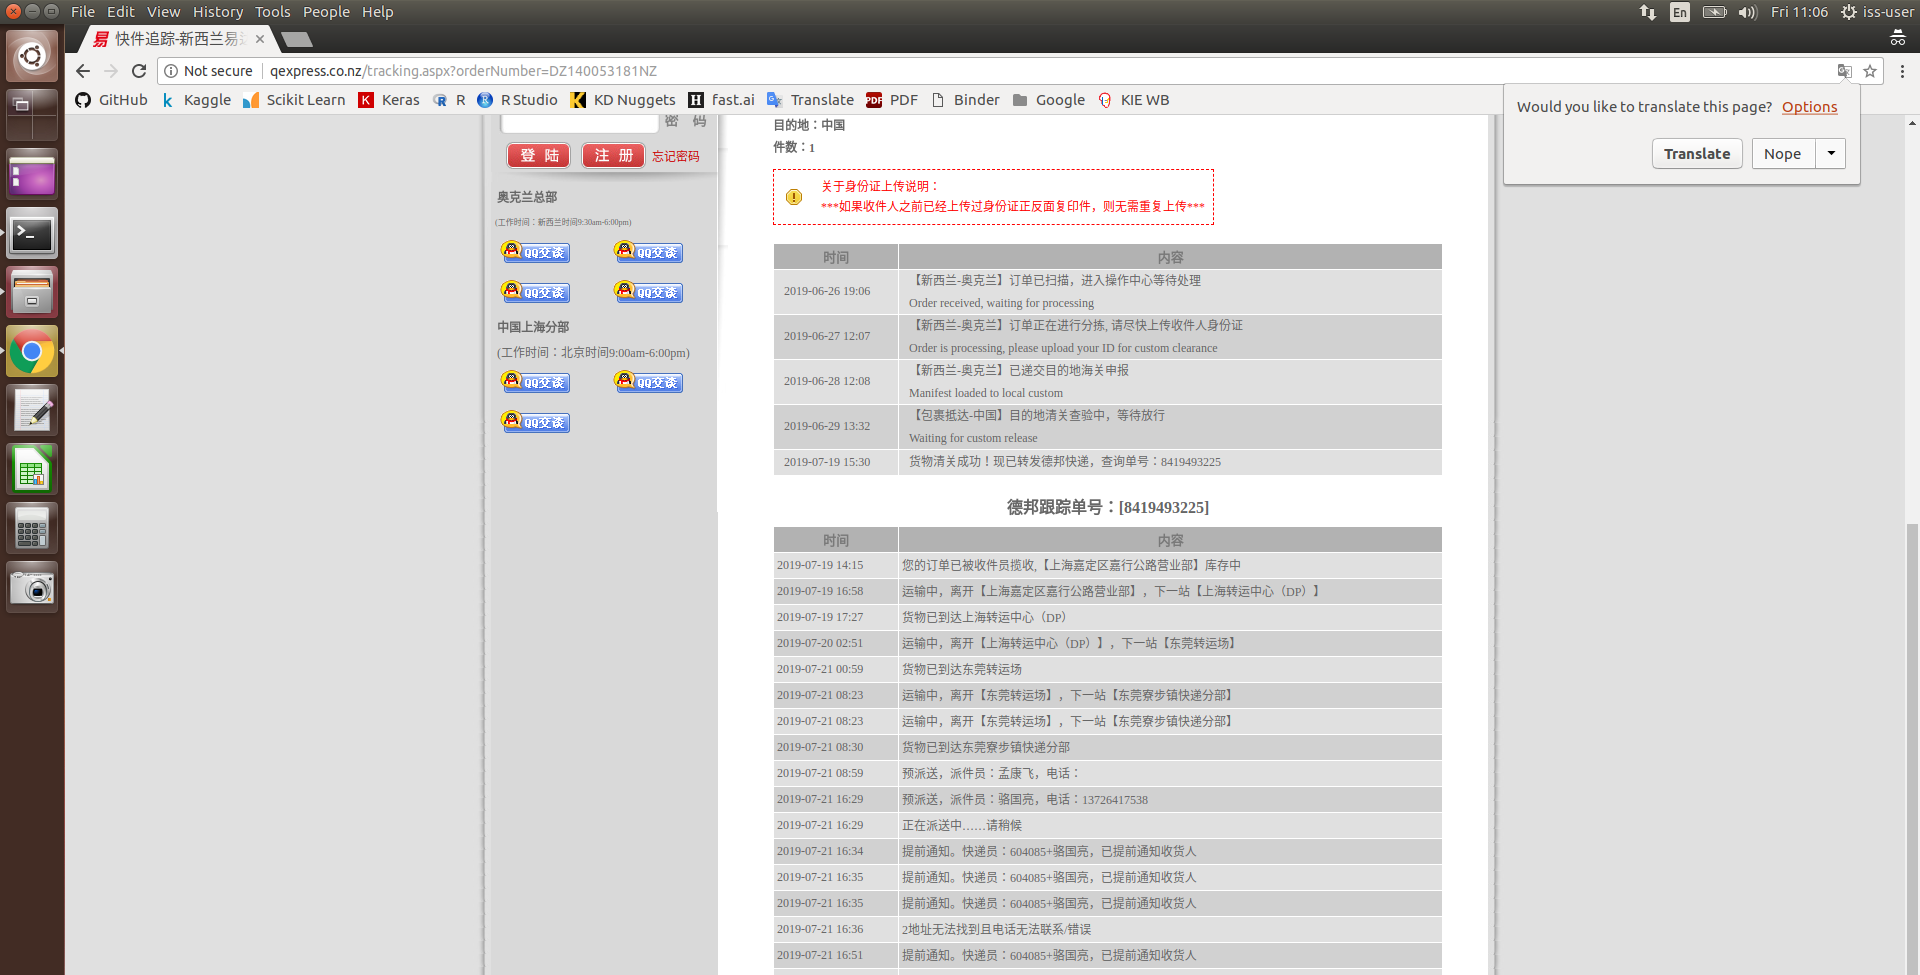 File Edit View History Tools People Help
En
Fri 11:06
iss-user
快件追踪-新西兰易
Not secure
qexpress.co.nz/tracking.aspx?orderNumber=DZ140053181NZ
GitHub
Kaggle
Scikit Learn
Keras
R
R Studio
KD Nuggets
fast.ai
Translate
PDF
Binder
Google
KIE WB
Would you like to translate this page? Options
Translate
Nope
密 码
登 陆
注 册
忘记密码
奥克兰总部
(工作时间：新西兰时间9:30am-6:00pm)
QQ交谈
QQ交谈
QQ交谈
QQ交谈
中国上海分部
(工作时间：北京时间9:00am-6:00pm)
QQ交谈
QQ交谈
QQ交谈
目的地：中国
件数：1
关于身份证上传说明：
***如果收件人之前已经上传过身份证正反面复印件，则无需重复上传***
时间 内容
2019-06-26 19:06 【新西兰-奥克兰】订单已扫描，进入操作中心等待处理
Order received, waiting for processing
2019-06-27 12:07 【新西兰-奥克兰】订单正在进行分拣, 请尽快上传收件人身份证
Order is processing, please upload your ID for custom clearance
2019-06-28 12:08 【新西兰-奥克兰】已递交目的地海关申报
Manifest loaded to local custom
2019-06-29 13:32 【包裹抵达-中国】目的地清关查验中，等待放行
Waiting for custom release
2019-07-19 15:30 货物清关成功！现已转发德邦快递，查询单号：8419493225
德邦跟踪单号：[8419493225]
时间 内容
2019-07-19 14:15 您的订单已被收件员揽收,【上海嘉定区嘉行公路营业部】库存中
2019-07-19 16:58 运输中，离开【上海嘉定区嘉行公路营业部】，下一站【上海转运中心（DP）】
2019-07-19 17:27 货物已到达上海转运中心（DP）
2019-07-20 02:51 运输中，离开【上海转运中心（DP）】，下一站【东莞转运场】
2019-07-21 00:59 货物已到达东莞转运场
2019-07-21 08:23 运输中，离开【东莞转运场】，下一站【东莞寮步镇快递分部】
2019-07-21 08:23 运输中，离开【东莞转运场】，下一站【东莞寮步镇快递分部】
2019-07-21 08:30 货物已到达东莞寮步镇快递分部
2019-07-21 08:59 预派送，派件员：孟康飞，电话：
2019-07-21 16:29 预派送，派件员：骆国亮，电话：13726417538
2019-07-21 16:29 正在派送中……请稍候
2019-07-21 16:34 提前通知。快递员：604085+骆国亮，已提前通知收货人
2019-07-21 16:35 提前通知。快递员：604085+骆国亮，已提前通知收货人
2019-07-21 16:35 提前通知。快递员：604085+骆国亮，已提前通知收货人
2019-07-21 16:36 2地址无法找到且电话无法联系/错误
2019-07-21 16:51 提前通知。快递员：604085+骆国亮，已提前通知收货人